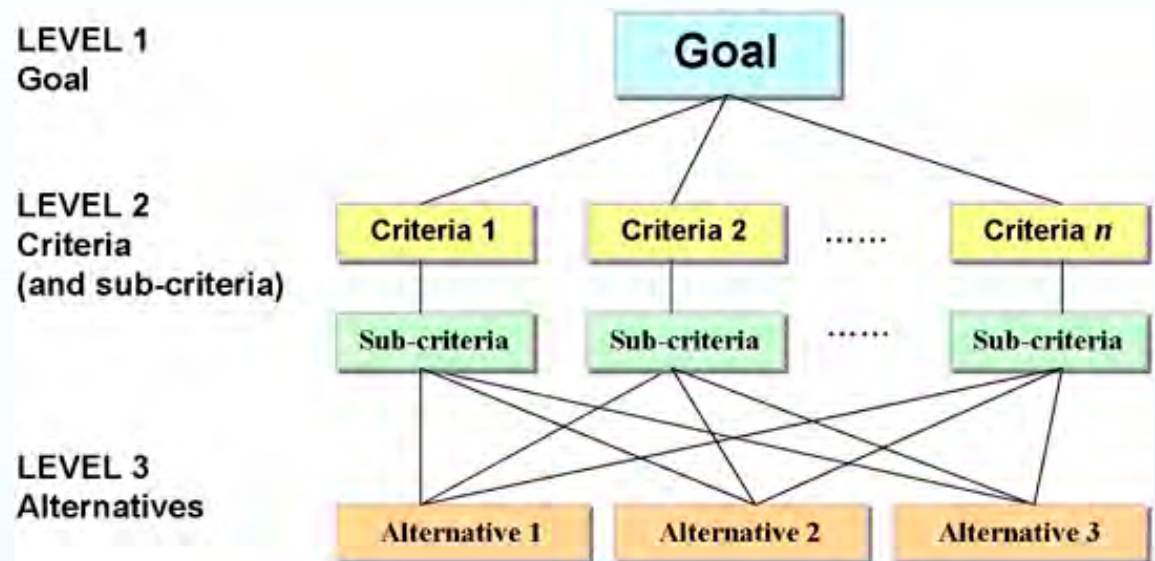 LEVEL 1
Goal
Goal
LEVEL 2
Criteria
(and sub-criteria)
Criteria 1
Criteria 2
......
Criteria n
Sub-criteria
Sub-criteria
......
Sub-criteria
LEVEL 3
Alternatives
Alternative 1
Alternative 2
Alternative 3